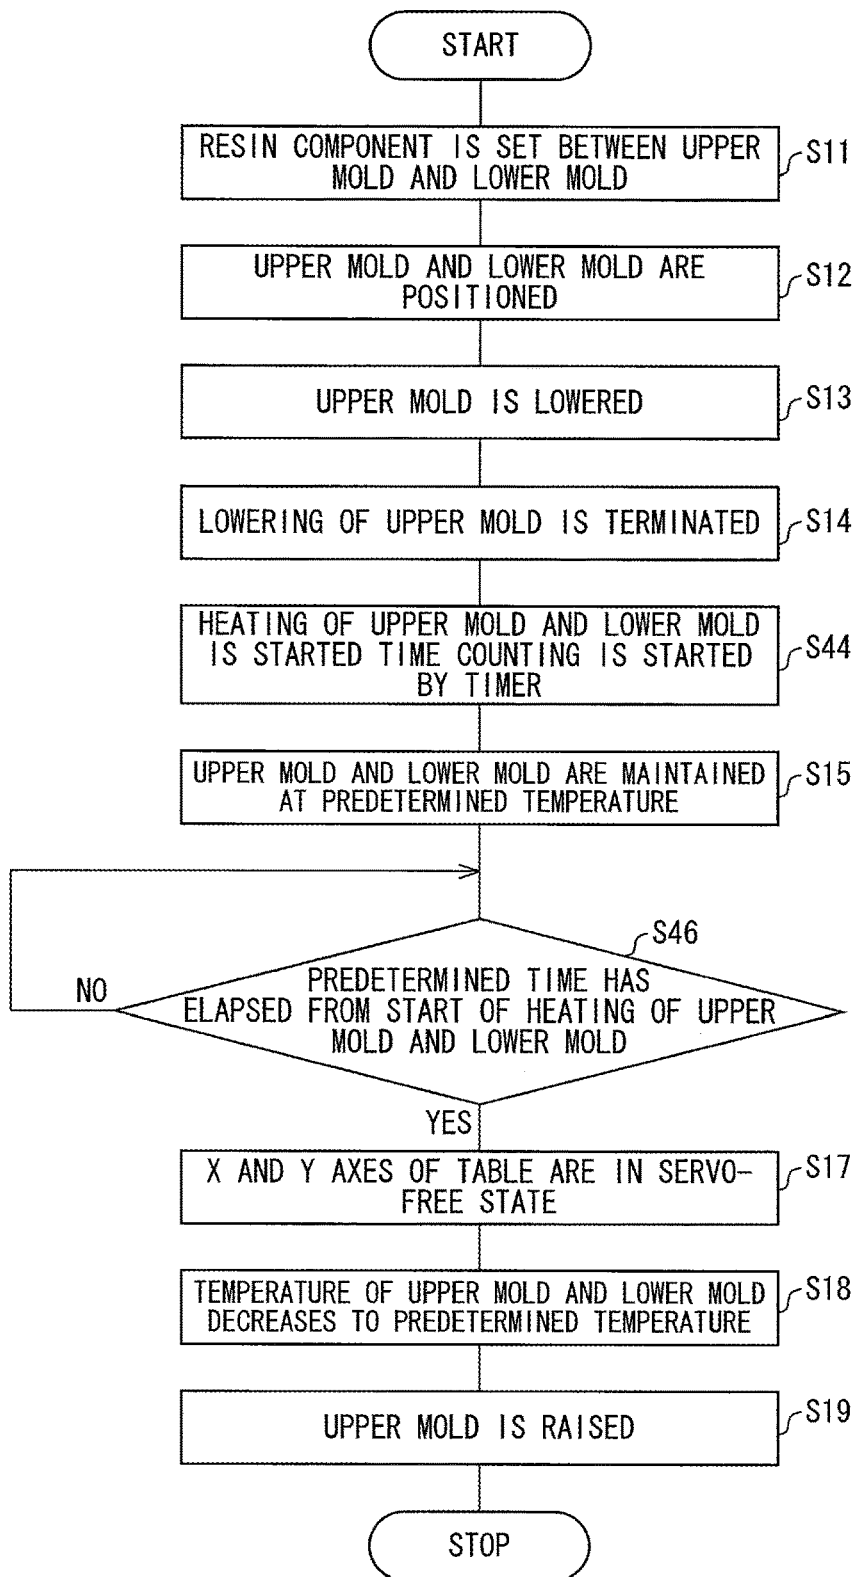 START
RESIN COMPONENT IS SET BETWEEN UPPER
MOLD AND LOWER MOLD
S11
UPPER MOLD AND LOWER MOLD ARE
POSITIONED
S12
UPPER MOLD IS LOWERED
S13
LOWERING OF UPPER MOLD IS TERMINATED
S14
HEATING OF UPPER MOLD AND LOWER MOLD
IS STARTED TIME COUNTING IS STARTED
BY TIMER
S44
UPPER MOLD AND LOWER MOLD ARE MAINTAINED
AT PREDETERMINED TEMPERATURE
S15
S46
PREDETERMINED TIME HAS
ELAPSED FROM START OF HEATING OF UPPER
MOLD AND LOWER MOLD
NO
YES
X AND Y AXES OF TABLE ARE IN SERVO-
FREE STATE
S17
TEMPERATURE OF UPPER MOLD AND LOWER MOLD
DECREASES TO PREDETERMINED TEMPERATURE
S18
UPPER MOLD IS RAISED
S19
STOP